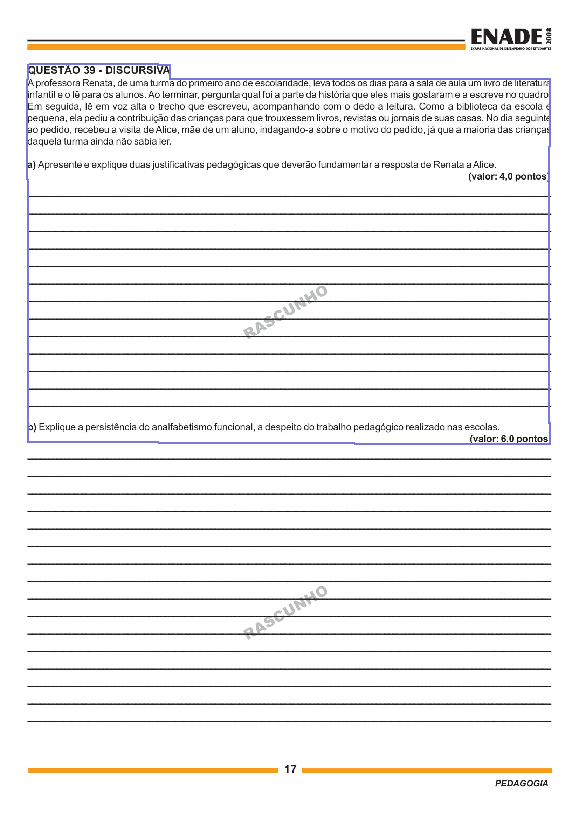 ENADE 2008
EXAME NACIONAL DE DESEMPENHO DOS ESTUDANTES
QUESTÃO 39 - DISCURSIVA
A professora Renata, de uma turma do primeiro ano de escolaridade, leva todos os dias para a sala de aula um livro de literatura
infantil e o lê para os alunos. Ao terminar, pergunta qual foi a parte da história que eles mais gostaram e a escreve no quadro.
Em seguida, lê em voz alta o trecho que escreveu, acompanhando com o dedo a leitura. Como a biblioteca da escola é
pequena, ela pediu a contribuição das crianças para que trouxessem livros, revistas ou jornais de suas casas. No dia seguinte
ao pedido, recebeu a visita de Alice, mãe de um aluno, indagando-a sobre o motivo do pedido, já que a maioria das crianças
daquela turma ainda não sabia ler.
a) Apresente e explique duas justificativas pedagógicas que deverão fundamentar a resposta de Renata a Alice.
(valor: 4,0 pontos)
RASCUNHO
b) Explique a persistência do analfabetismo funcional, a despeito do trabalho pedagógico realizado nas escolas.
(valor: 6,0 pontos)
RASCUNHO
17
PEDAGOGIA